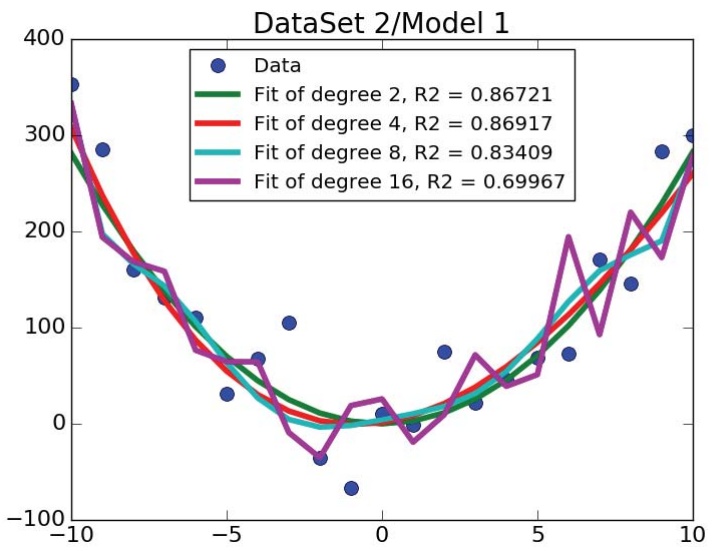 DataSet 2/Model 1
400
300
200
100
0
−100
Data
Fit of degree 2, R2 = 0.86721
Fit of degree 4, R2 = 0.86917
Fit of degree 8, R2 = 0.83409
Fit of degree 16, R2 = 0.69967
−10 −5 0 5 10